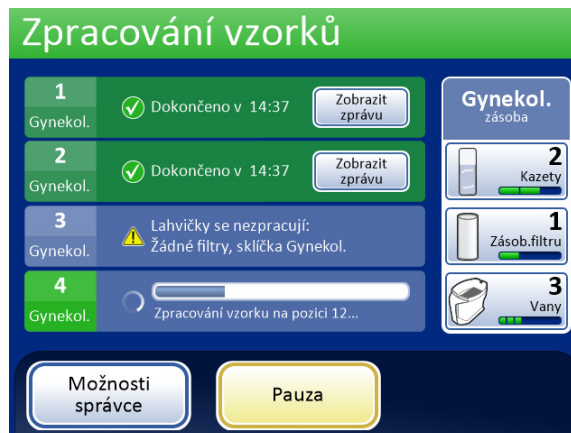 Zpracování vzorků
1
Gynekol.
Dokončeno v 14:37
Zobrazit
zprávu
2
Gynekol.
Dokončeno v 14:37
Zobrazit
zprávu
3
Gynekol.
Lahvičky se nezpracují:
Žádné filtry, sklíčka Gynekol.
4
Gynekol.
Zpracování vzorku na pozici 12...
Gynekol.
zásoba
2
Kazety
1
Zásob.filtru
3
Vany
Možnosti
správce
Pauza